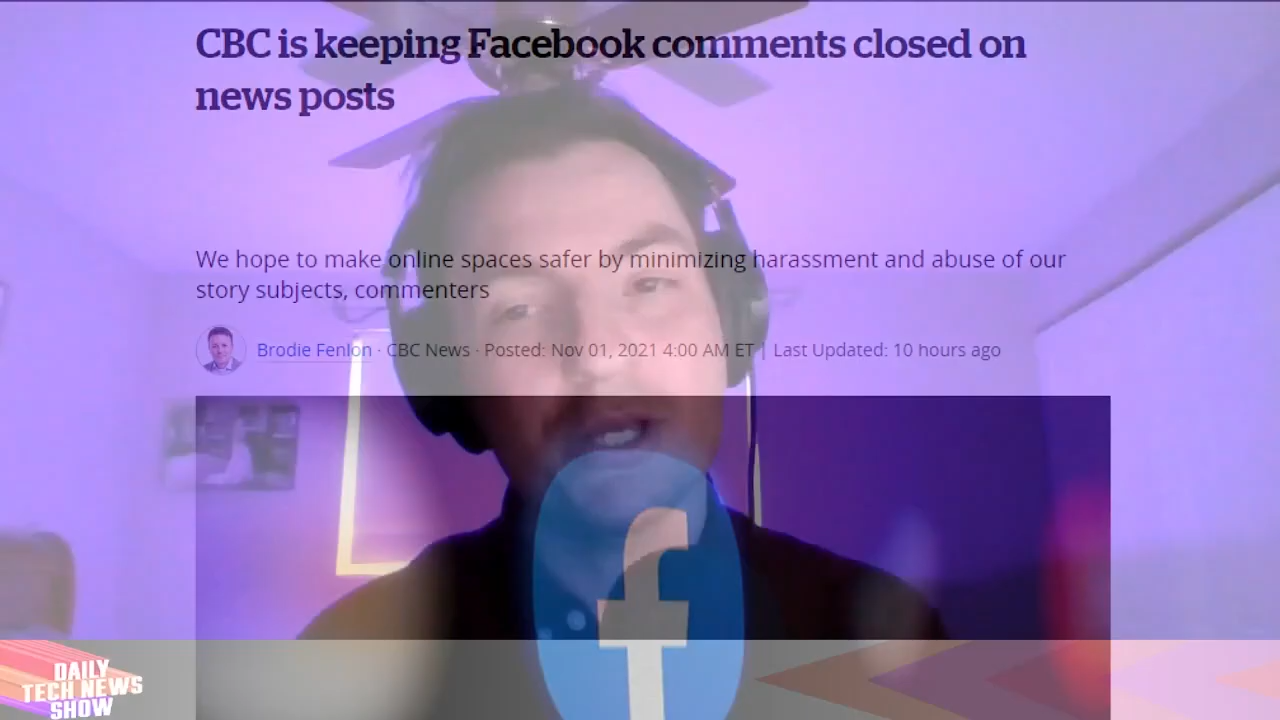 CBC is keeping Facebook comments closed on
news posts
We hope to make online spaces safer by minimizing harassment and abuse of our
story subjects, commenters
Brodie Fenlon · CBC News · Posted: Nov 01, 2021 4:00 AM ET | Last Updated: 10 hours ago
f
DAILY
TECH NEWS
SHOW